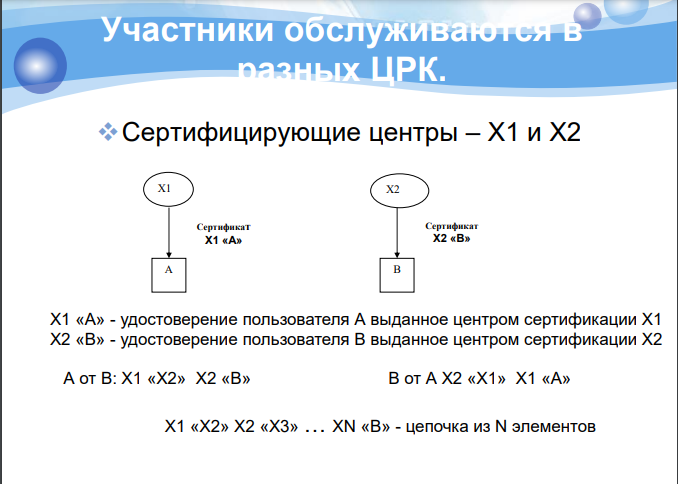 Участники обслуживаются в
разных ЦРК.
Сертифицирующие центры – X1 и X2
X1
X2
Сертификат
X1 «A»
Сертификат
X2 «B»
A
B
X1 «A» - удостоверение пользователя А выданное центром сертификации X1
X2 «B» - удостоверение пользователя B выданное центром сертификации X2
А от B: X1 «X2» X2 «B»
B от А X2 «X1» X1 «A»
X1 «X2» X2 «X3» … XN «B» - цепочка из N элементов